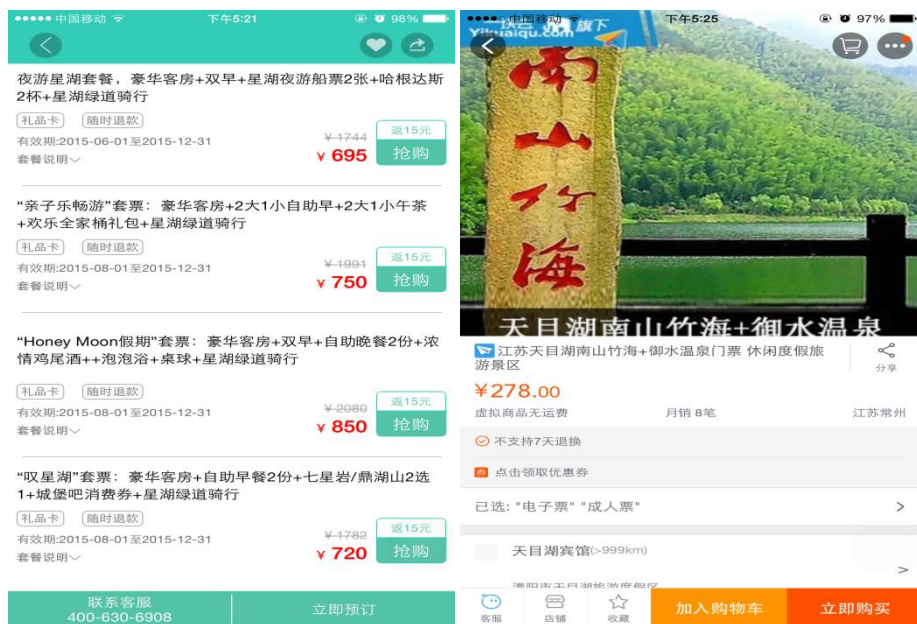 中国移动 下午5:21 98%
夜游星湖套餐，豪华客房+双早+星湖夜游船票2张+哈根达斯
2杯+星湖绿道骑行
礼品卡 随时退款
有效期:2015-06-01至2015-12-31
套餐说明
¥ 1744
¥ 695
返15元
抢购
“亲子乐畅游”套票：豪华客房+2大1小自助早+2大1小午茶
+欢乐全家桶礼包+星湖绿道骑行
礼品卡 随时退款
有效期:2015-08-01至2015-12-31
套餐说明
¥ 1991
¥ 750
返15元
抢购
“Honey Moon假期”套票：豪华客房+双早+自助晚餐2份+浓
情鸡尾酒++泡泡浴+桌球+星湖绿道骑行
礼品卡 随时退款
有效期:2015-08-01至2015-12-31
套餐说明
¥ 2080
¥ 850
返15元
抢购
“叹星湖”套票：豪华客房+自助早餐2份+七星岩/鼎湖山2选
1+城堡吧消费券+星湖绿道骑行
礼品卡 随时退款
有效期:2015-08-01至2015-12-31
套餐说明
¥ 1782
¥ 720
返15元
抢购
联系客服
400-630-6908
立即预订
中国移动 下午5:25 97%
Yikuaiqu.com 旗下
南山竹海
天目湖南山竹海+御水温泉
江苏天目湖南山竹海+御水温泉门票 休闲度假旅
游景区
分享
¥278.00
虚拟商品无运费 月销 8笔 江苏常州
不支持7天退换
点击领取优惠券
已选: "电子票" "成人票"
天目湖宾馆(>999km)
溧阳市天目湖旅游度假区
客服 店铺 收藏 加入购物车 立即购买